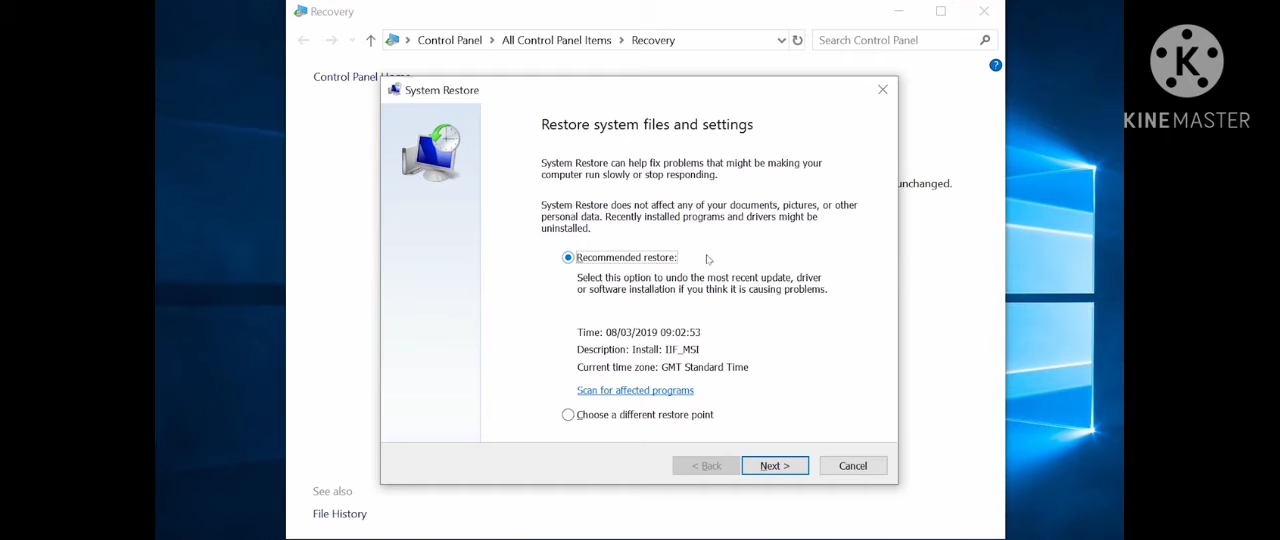 Recovery
Control Panel > All Control Panel Items > Recovery
Search Control Panel
K
KINEMASTER
?
Control Panel Home
System Restore
Restore system files and settings
System Restore can help fix problems that might be making your
computer run slowly or stop responding.
unchanged.
System Restore does not affect any of your documents, pictures, or other
personal data. Recently installed programs and drivers might be
uninstalled.
Recommended restore:
Select this option to undo the most recent update, driver
or software installation if you think it is causing problems.
Time: 08/03/2019 09:02:53
Description: Install: IIF_MSI
Current time zone: GMT Standard Time
Scan for affected programs
Choose a different restore point
< Back
Next >
Cancel
See also
File History